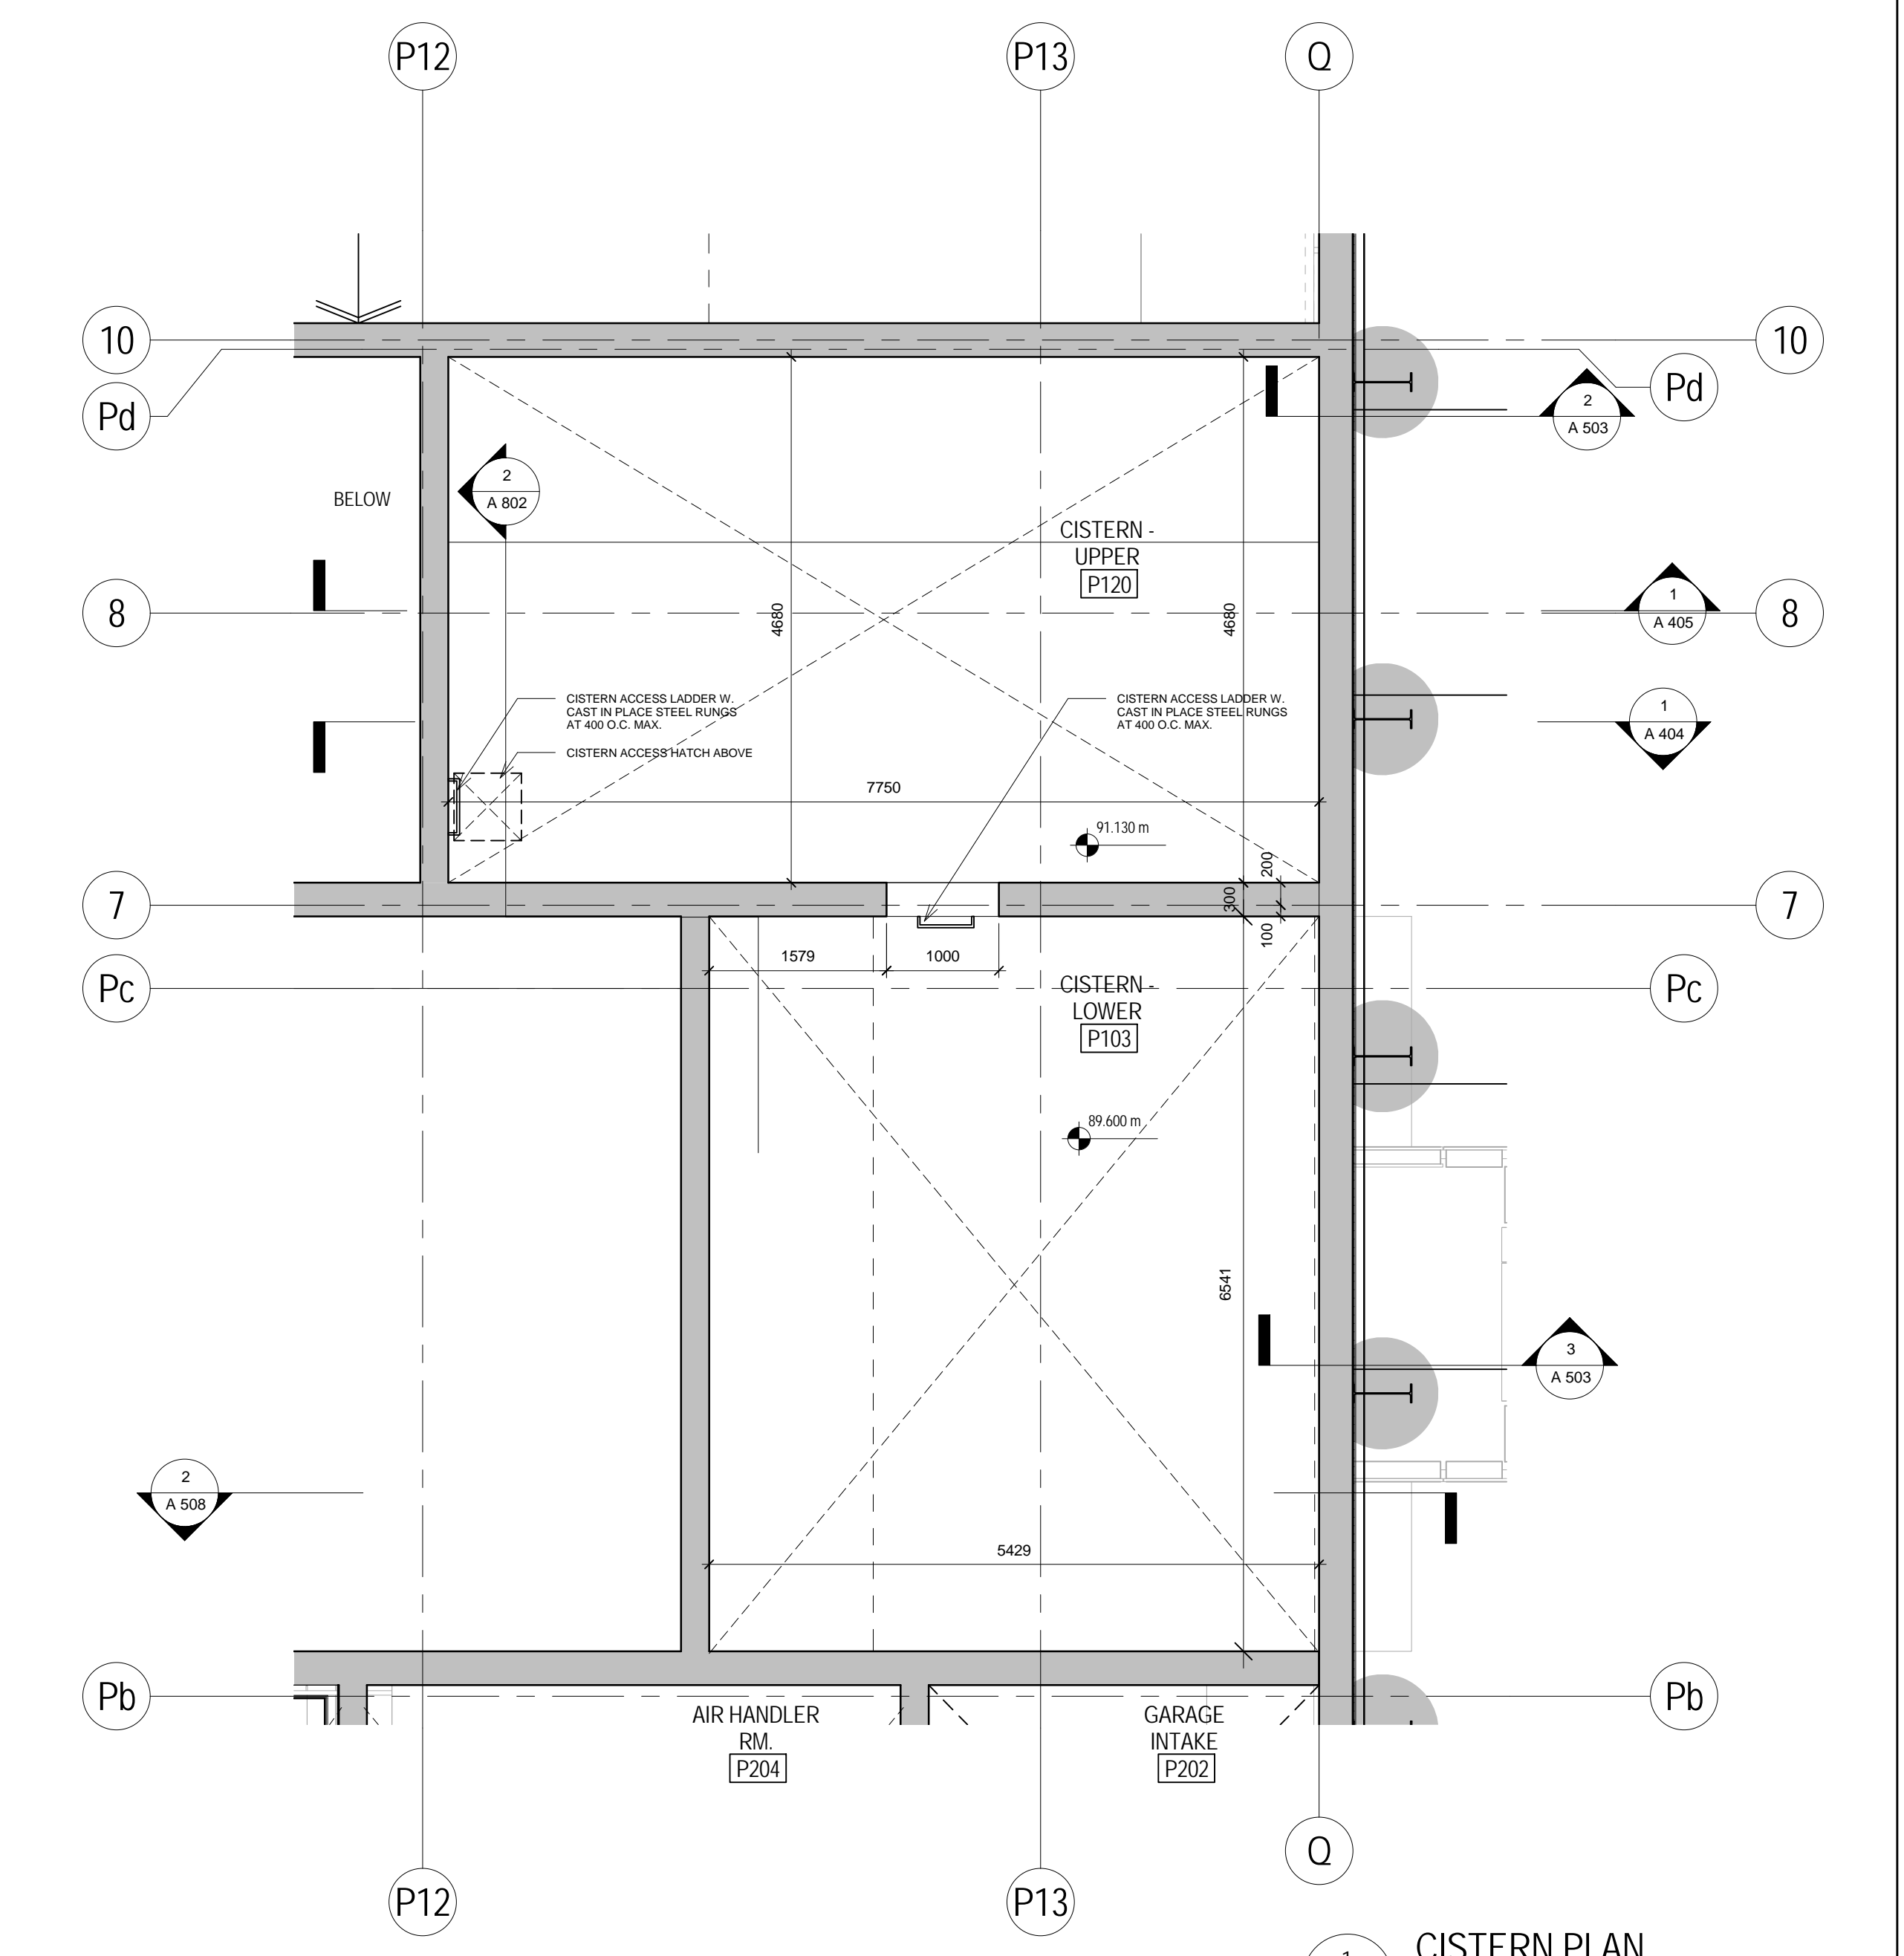 P12
P13
Q
10
10
Pd
Pd
2
A 503
2
A 802
BELOW
CISTERN -
UPPER
P120
8
4680
4680
1
A 405
8
CISTERN ACCESS LADDER W.
CAST IN PLACE STEEL RUNGS
AT 400 O.C. MAX.
CISTERN ACCESS LADDER W.
CAST IN PLACE STEEL RUNGS
AT 400 O.C. MAX.
1
A 404
CISTERN ACCESS HATCH ABOVE
7750
91.130 m
200
7
300
7
100
1579
1000
Pc
CISTERN -
LOWER
P103
Pc
89.600 m
6541
3
A 503
2
A 508
5429
Pb
Pb
AIR HANDLER
RM.
P204
GARAGE
INTAKE
P202
Q
P12
P13
1
CISTERN PLAN